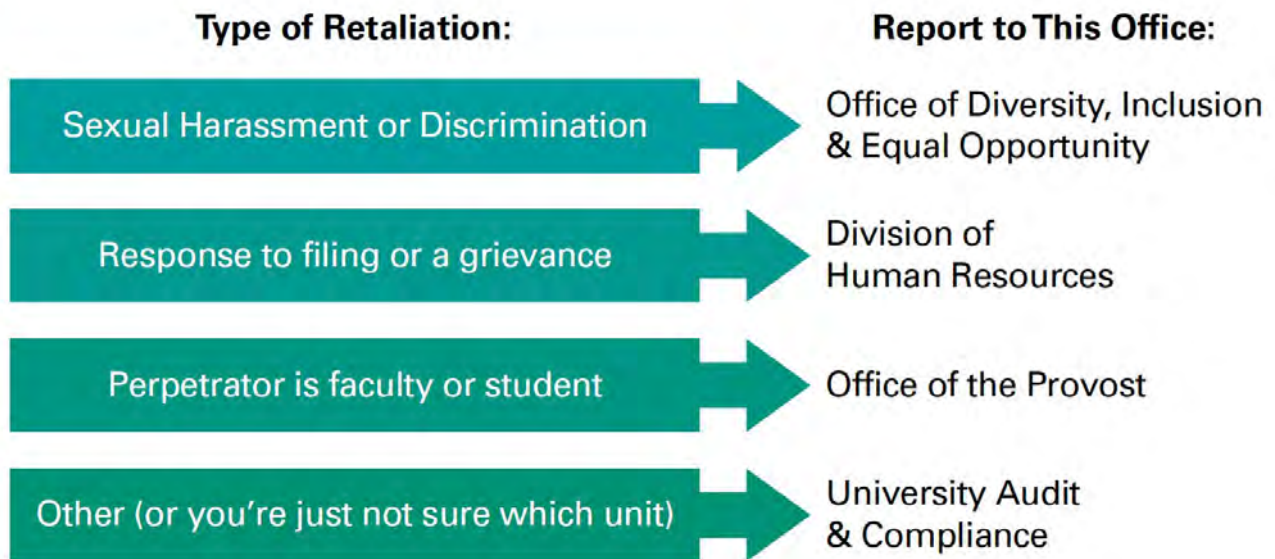 Type of Retaliation:
Report to This Office:
Sexual Harassment or Discrimination
Office of Diversity, Inclusion
& Equal Opportunity
Response to filing or a grievance
Division of
Human Resources
Perpetrator is faculty or student
Office of the Provost
Other (or you're just not sure which unit)
University Audit
& Compliance